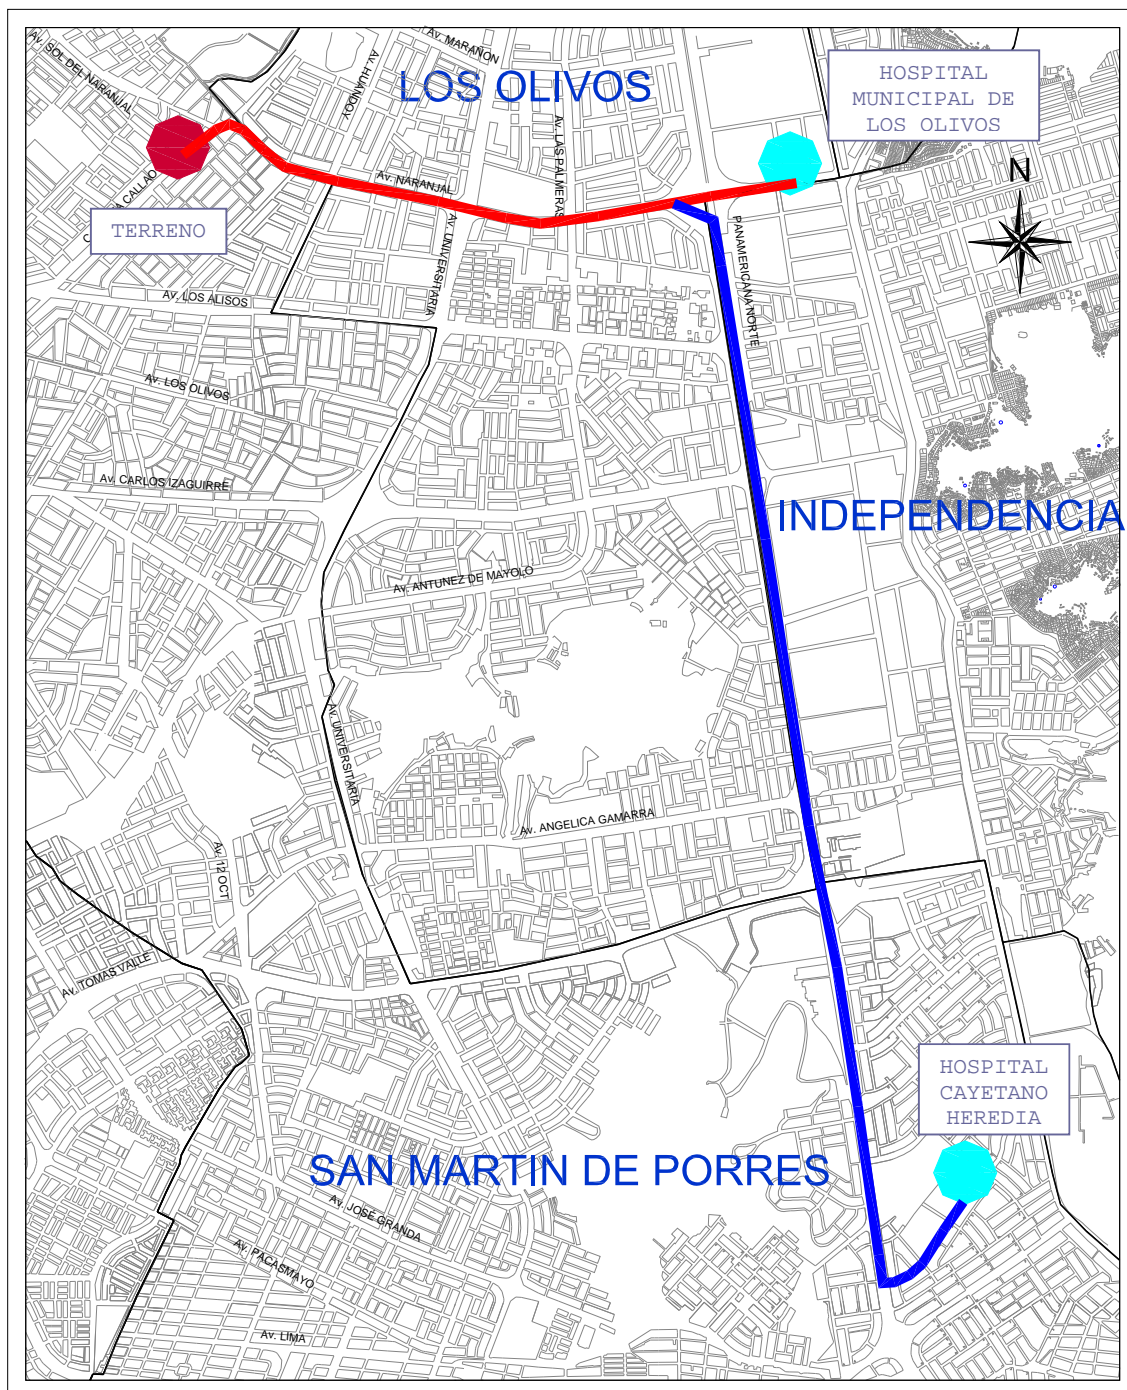 Av. SOL DEL NARANJAL
Av. HUANDOY
Av. MARAÑON
LOS OLIVOS
HOSPITAL
MUNICIPAL DE
LOS OLIVOS
Av. LAS PALMERAS
N
CALLAO
Av. NARANJAL
TERRENO
Av. UNIVERSITARIA
PANAMERICANA NORTE
Av. LOS ALISOS
Av. LOS OLIVOS
Av. CARLOS IZAGUIRRE
INDEPENDENCIA
Av. ANTUNEZ DE MAYOLO
Av. UNIVERSITARIA
Av. ANGELICA GAMARRA
Av. 12 OCT
Av. TOMAS VALLE
HOSPITAL
CAYETANO
HEREDIA
SAN MARTIN DE PORRES
Av. JOSE GRANDA
Av. PACASMAYO
Av. LIMA